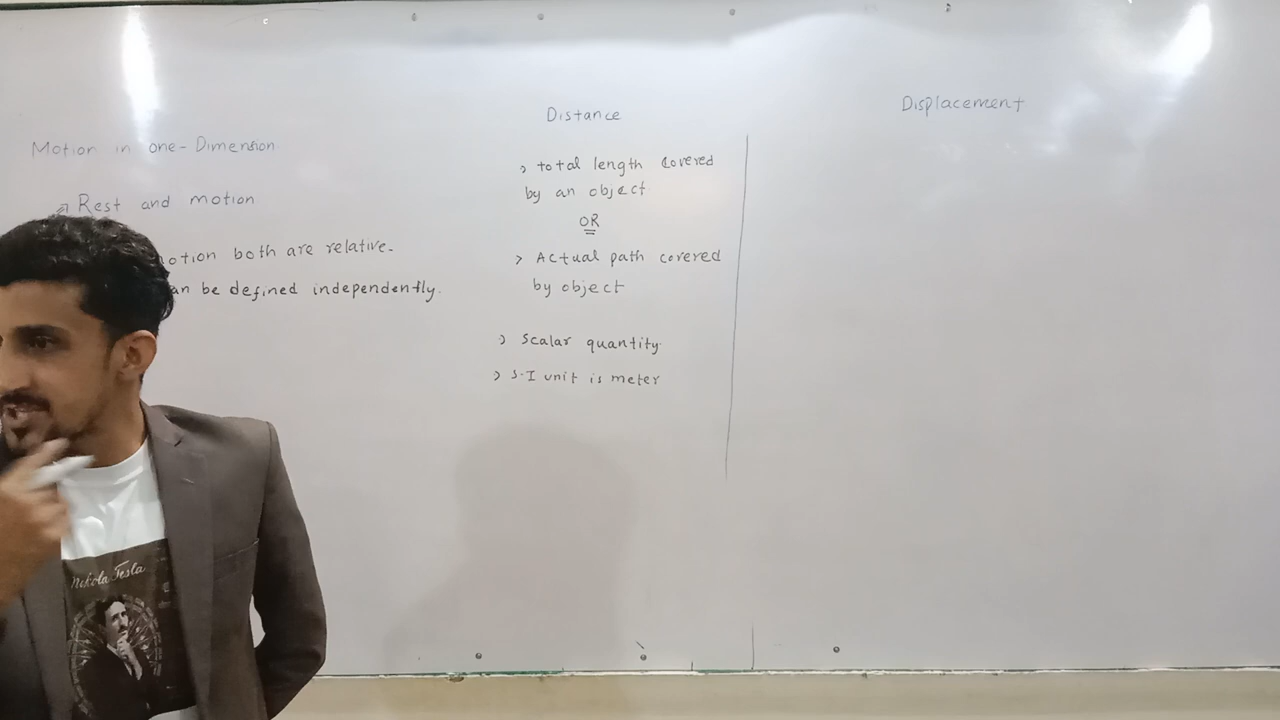 Motion in one-Dimension
Rest and motion
otion both are relative.
an be defined independently.
Distance
total length covered
by an object
OR
Actual path covered
by object
Scalar quantity
S.I unit is meter
Displacement
Nikola Tesla